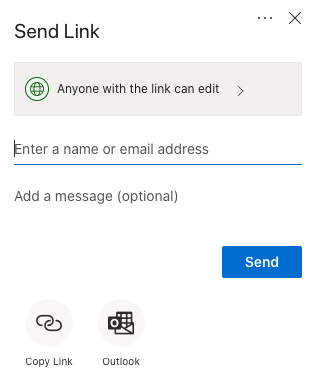 Send Link
Anyone with the link can edit
Enter a name or email address
Add a message (optional)
Send
Copy Link
Outlook